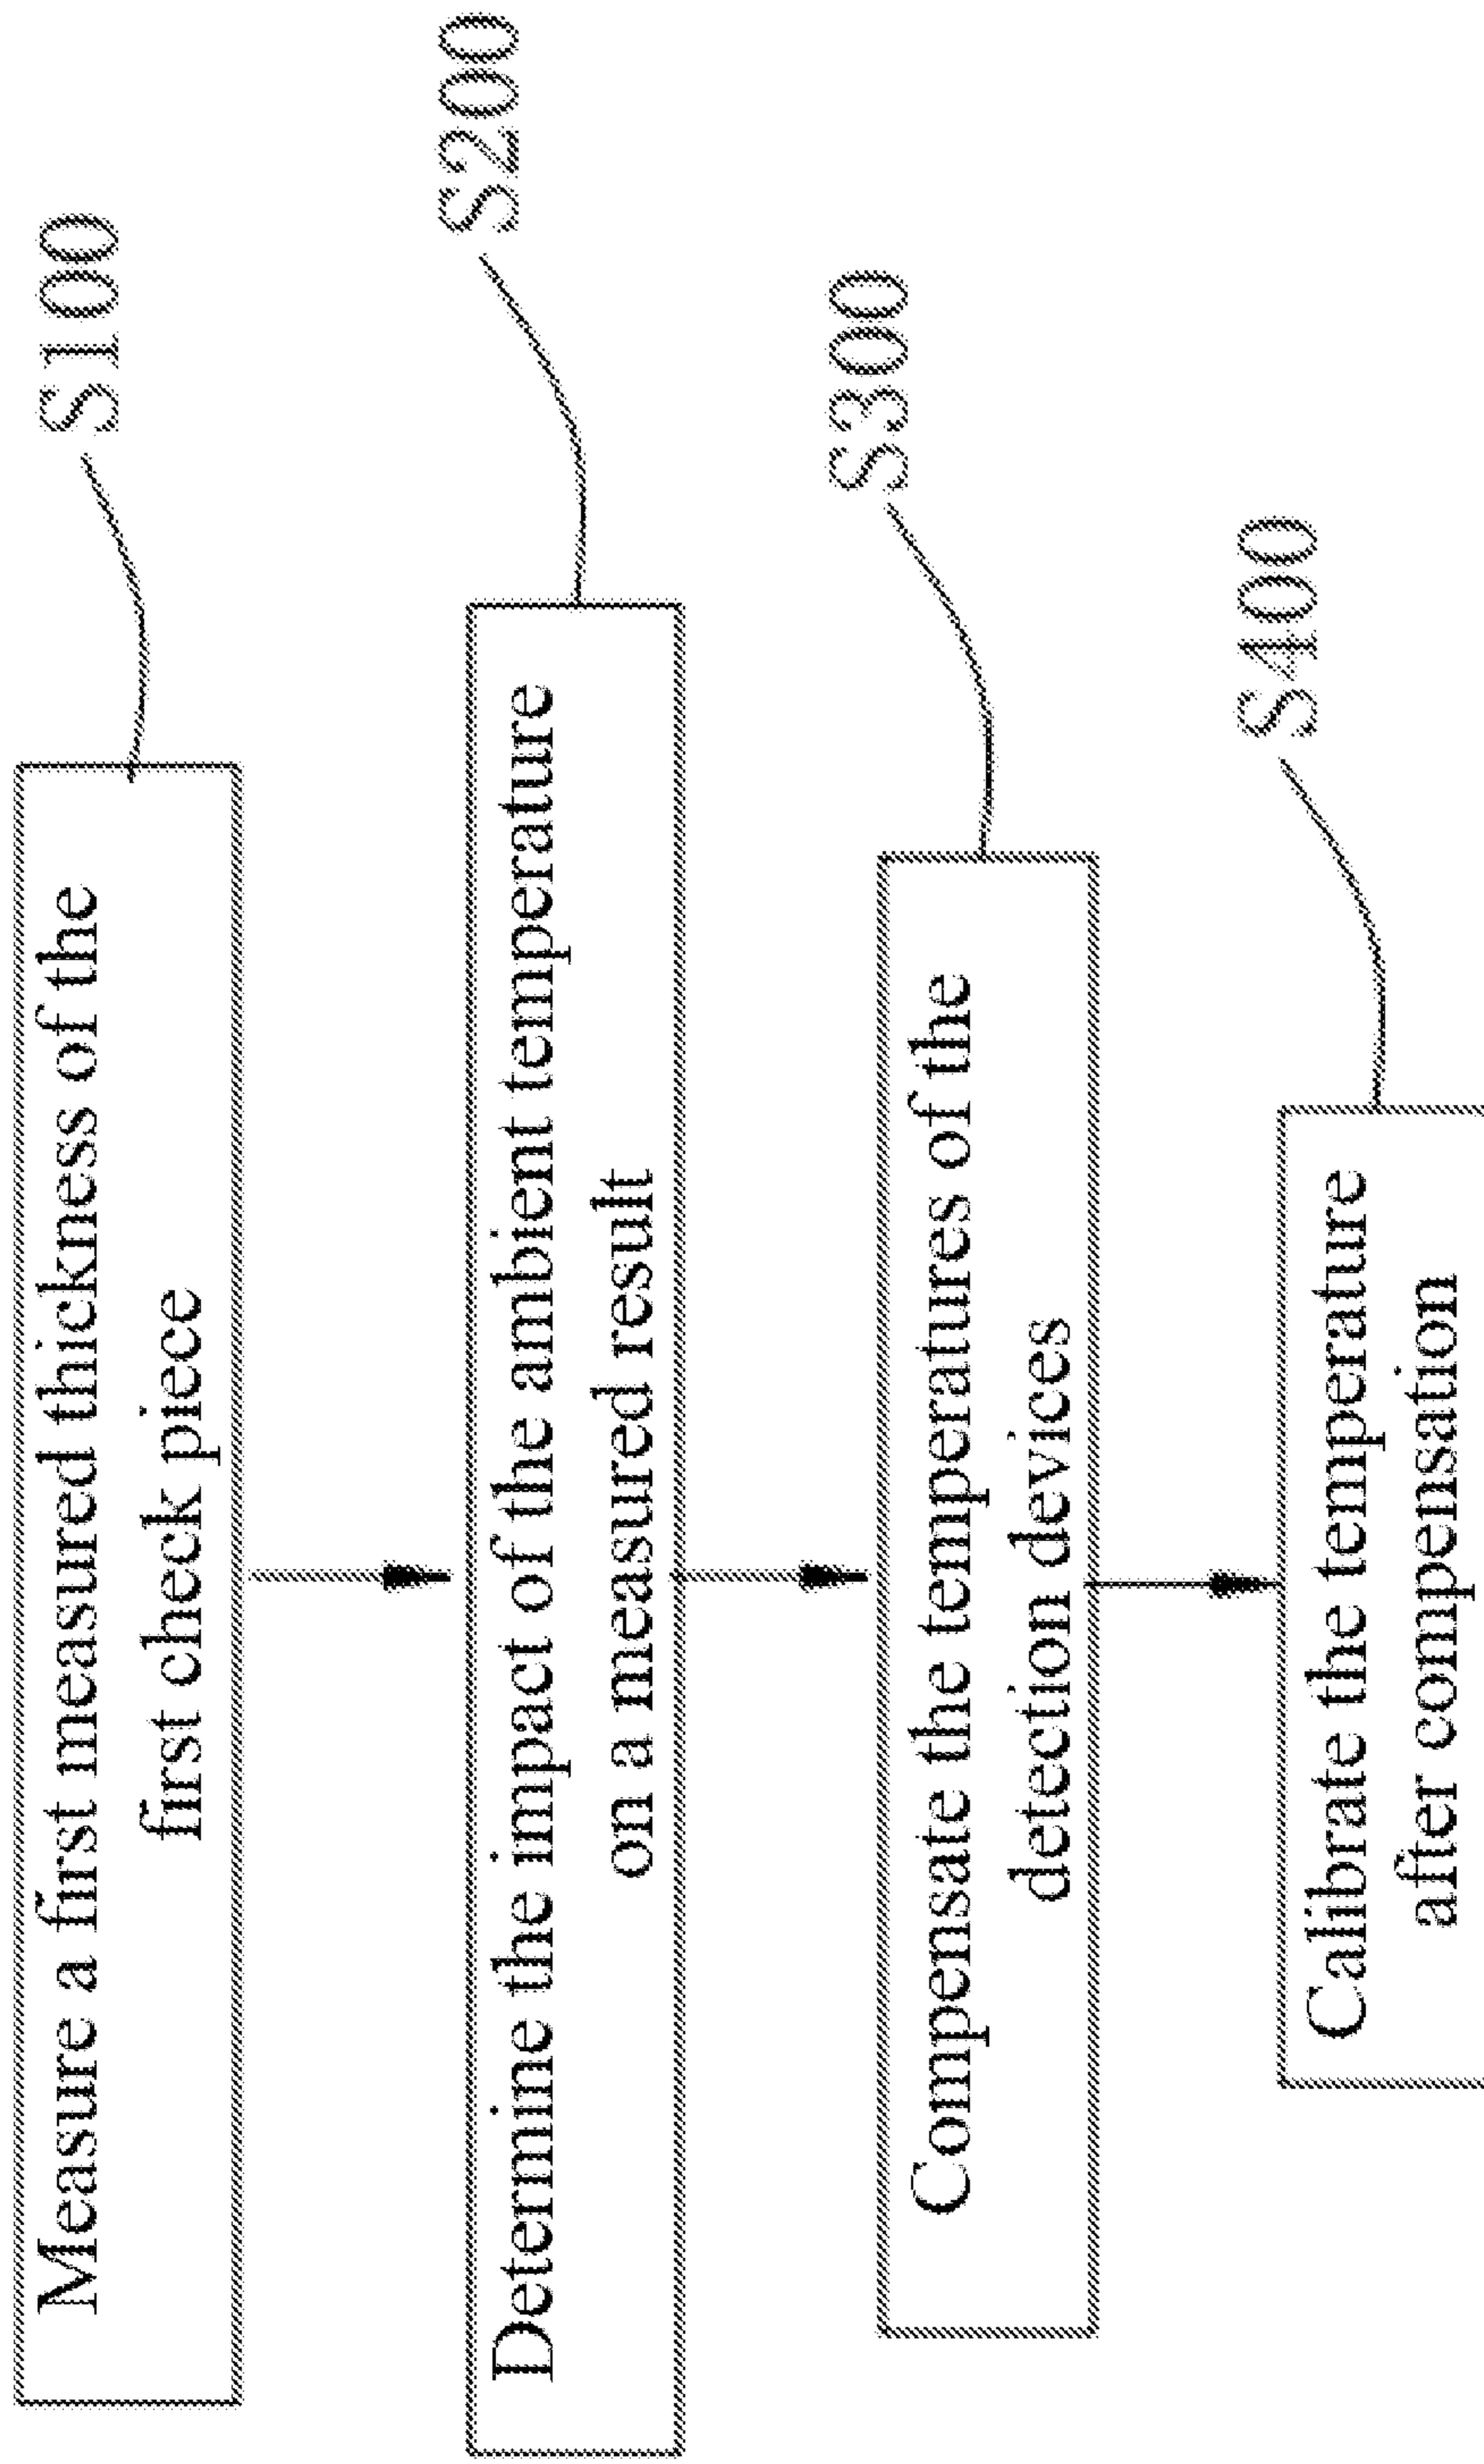 Measure a first measured thickness of the
first check piece
S100
Determine the impact of the ambient temperature
on a measured result
S200
Compensate the temperatures of the
detection devices
S300
Calibrate the temperature
after compensation
S400